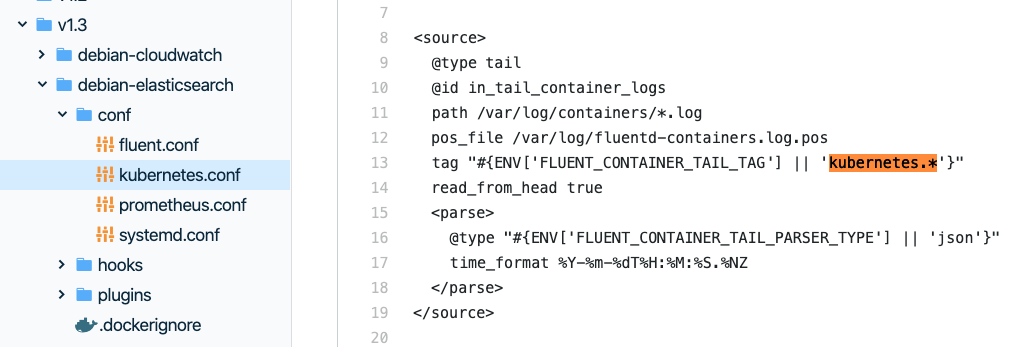 v1.3
debian-cloudwatch
debian-elasticsearch
conf
fluent.conf
kubernetes.conf
prometheus.conf
systemd.conf
hooks
plugins
.dockerignore
7
8 <source>
9 @type tail
10 @id in_tail_container_logs
11 path /var/log/containers/*.log
12 pos_file /var/log/fluentd-containers.log.pos
13 tag "#{ENV['FLUENT_CONTAINER_TAIL_TAG'] || 'kubernetes.*'}"
14 read_from_head true
15 <parse>
16 @type "#{ENV['FLUENT_CONTAINER_TAIL_PARSER_TYPE'] || 'json'}"
17 time_format %Y-%m-%dT%H:%M:%S.%NZ
18 </parse>
19 </source>
20